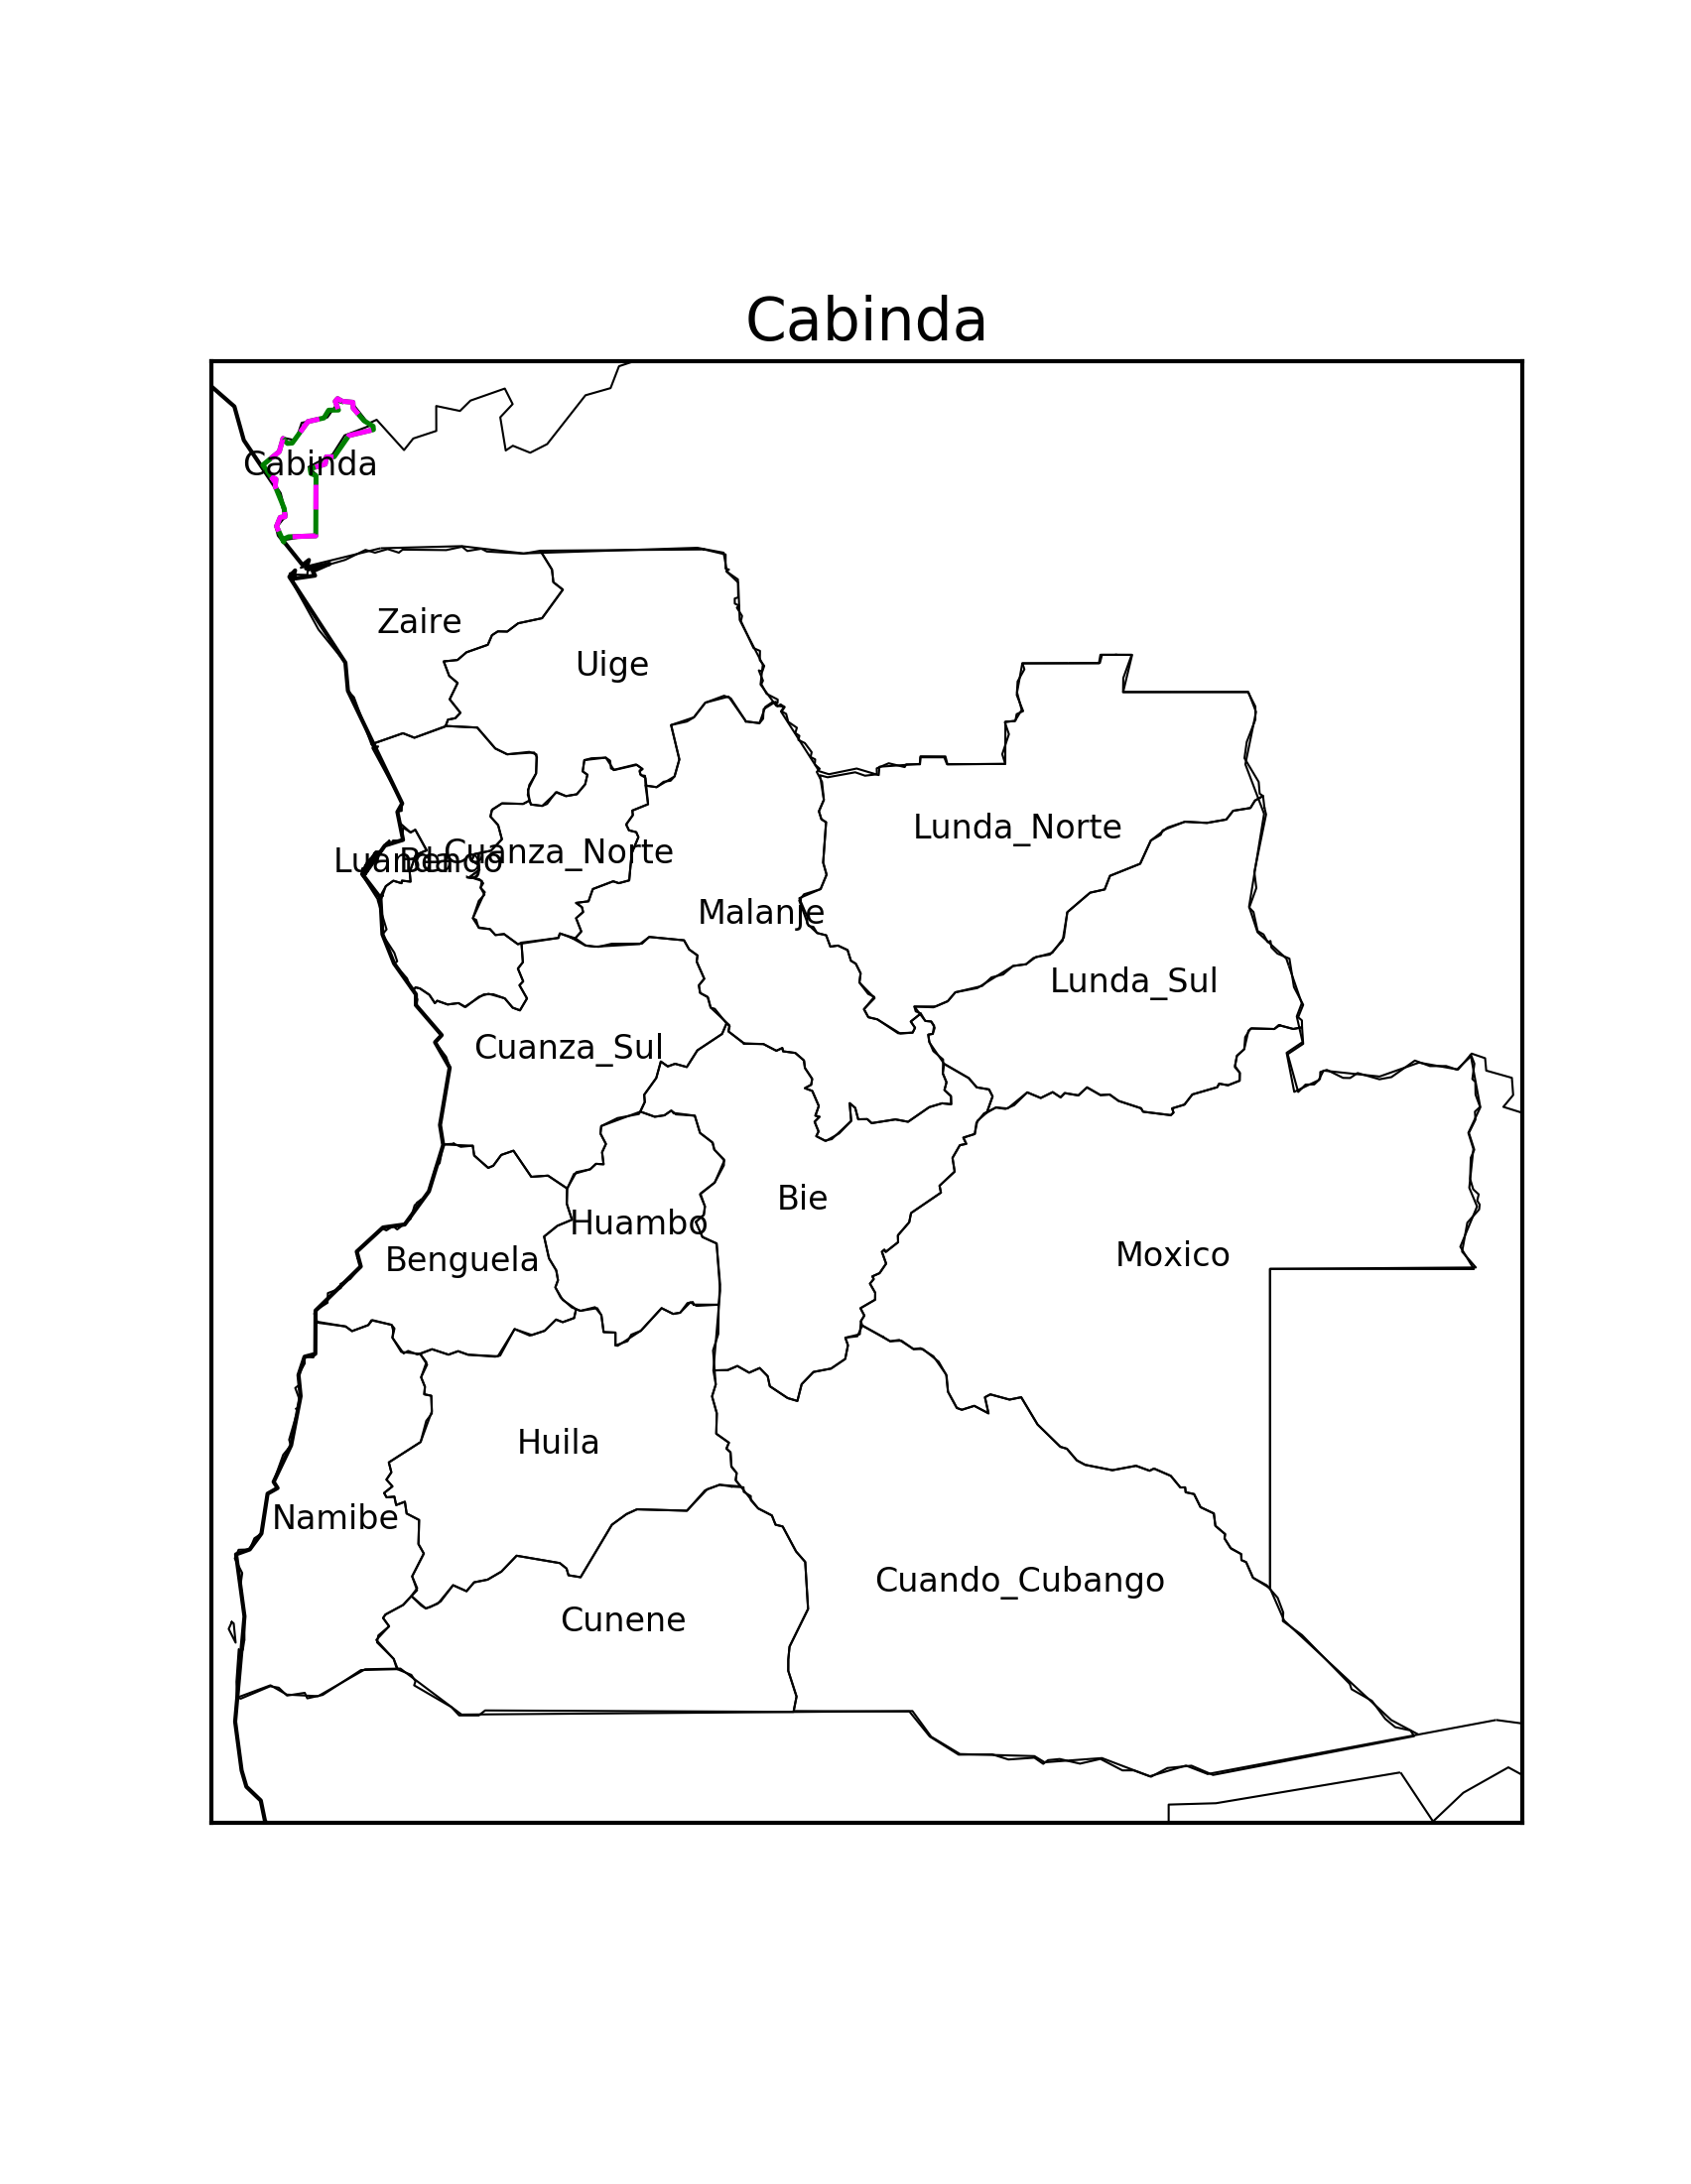 Cabinda
Cabinda
Zaire
Uige
Lunda_Norte
Cuanza_Norte
Luanda
Bengo
Malanje
Lunda_Sul
Cuanza_Sul
Bie
Huambo
Moxico
Benguela
Huila
Namibe
Cuando_Cubango
Cunene